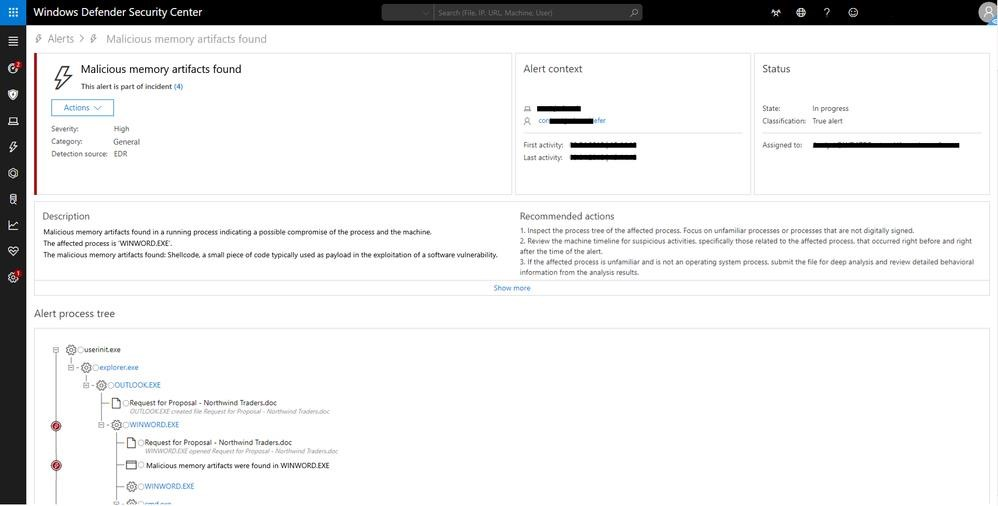 Windows Defender Security Center
Search (File, IP, URL, Machine, User)
?
Alerts > Malicious memory artifacts found
2
1
Malicious memory artifacts found
This alert is part of incident (4)
Actions
Severity: High
Category: General
Detection source: EDR
Alert context
First activity:
Last activity:
Status
State: In progress
Classification: True alert
Assigned to:
Description
Malicious memory artifacts found in a running process indicating a possible compromise of the process and the machine.
The affected process is 'WINWORD.EXE'.
The malicious memory artifacts found: Shellcode, a small piece of code typically used as payload in the exploitation of a software vulnerability.
Recommended actions
1. Inspect the process tree of the affected process. Focus on unfamiliar processes or processes that are not digitally signed.
2. Review the machine timeline for suspicious activities, specifically those related to the affected process, that occurred right before and right
after the time of the alert.
3. If the affected process is unfamiliar and is not an operating system process, submit the file for deep analysis and review detailed behavioral
information from the analysis results.
Show more
Alert process tree
userinit.exe
explorer.exe
OUTLOOK.EXE
Request for Proposal - Northwind Traders.doc
OUTLOOK.EXE created file Request for Proposal - Northwind Traders.doc
WINWORD.EXE
Request for Proposal - Northwind Traders.doc
WINWORD.EXE opened Request for Proposal - Northwind Traders.doc
Malicious memory artifacts were found in WINWORD.EXE
WINWORD.EXE
cmd.exe